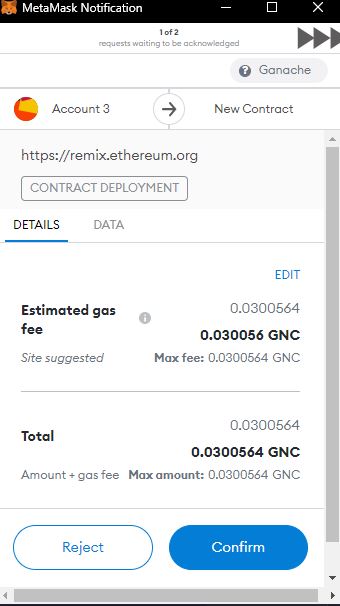 MetaMask Notification
1 of 2
requests waiting to be acknowledged
Ganache
Account 3
New Contract
https://remix.ethereum.org
CONTRACT DEPLOYMENT
DETAILS
DATA
EDIT
Estimated gas fee
0.0300564
0.030056 GNC
Site suggested
Max fee: 0.0300564 GNC
Total
0.0300564
0.0300564 GNC
Amount + gas fee
Max amount: 0.0300564 GNC
Reject
Confirm